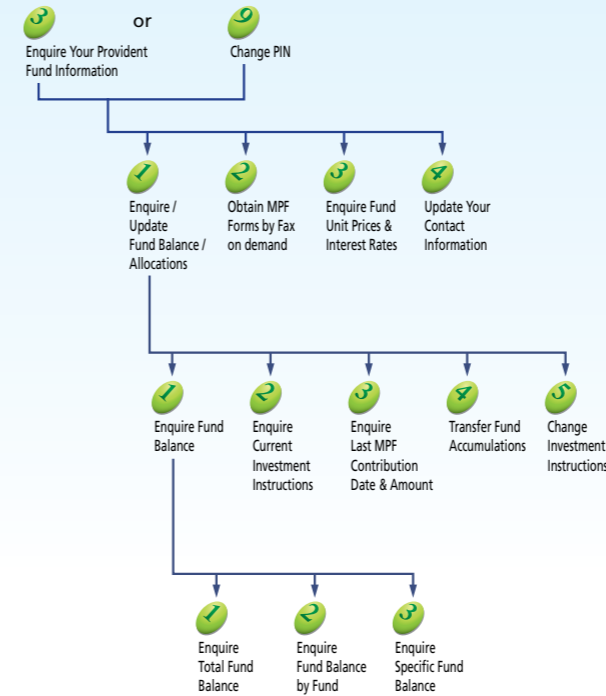 3
or
9
Enquire Your Provident
Fund Information
Change PIN
1
2
3
4
Enquire /
Update
Fund Balance /
Allocations
Obtain MPF
Forms by Fax
on demand
Enquire Fund
Unit Prices &
Interest Rates
Update Your
Contact
Information
1
2
3
4
5
Enquire Fund
Balance
Enquire
Current
Investment
Instructions
Enquire
Last MPF
Contribution
Date & Amount
Transfer Fund
Accumulations
Change
Investment
Instructions
1
2
3
Enquire
Total Fund
Balance
Enquire
Fund Balance
by Fund
Enquire
Specific Fund
Balance